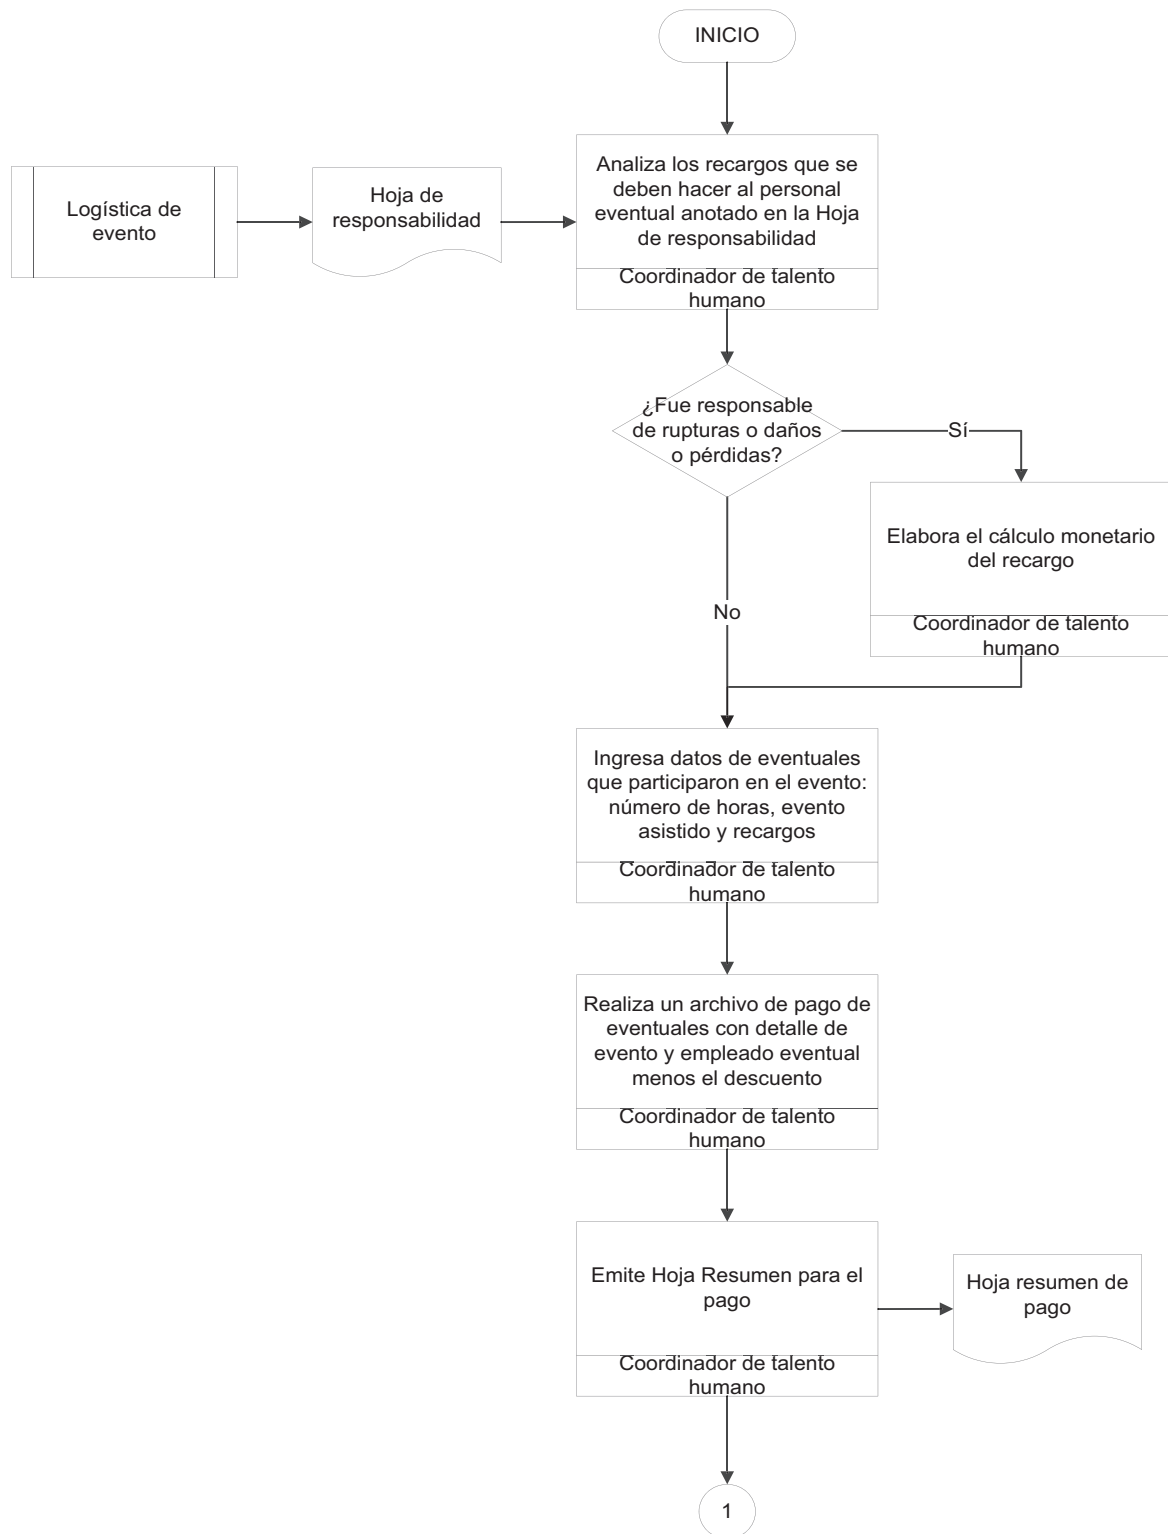 INICIO
Logística de
evento
Hoja de
responsabilidad
Analiza los recargos que se
deben hacer al personal
eventual anotado en la Hoja
de responsabilidad
Coordinador de talento
humano
¿Fue responsable
de rupturas o daños
o pérdidas?
Sí
Elabora el cálculo monetario
del recargo
Coordinador de talento
humano
No
Ingresa datos de eventuales
que participaron en el evento:
número de horas, evento
asistido y recargos
Coordinador de talento
humano
Realiza un archivo de pago de
eventuales con detalle de
evento y empleado eventual
menos el descuento
Coordinador de talento
humano
Emite Hoja Resumen para el
pago
Coordinador de talento
humano
Hoja resumen de
pago
1